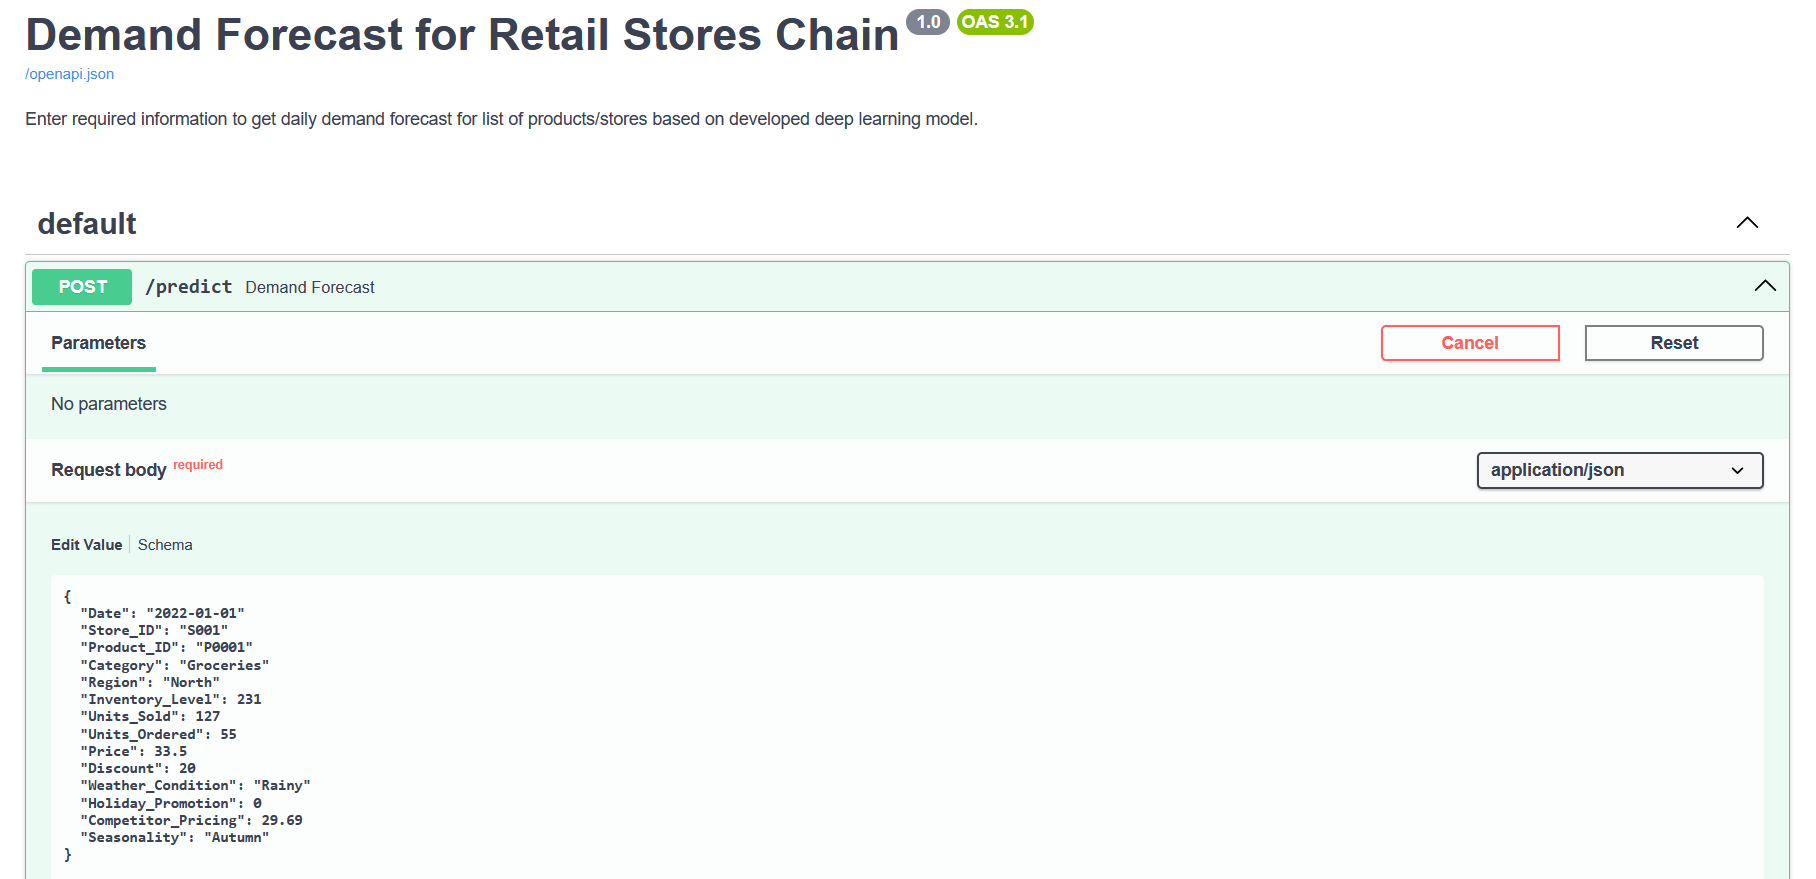 Demand Forecast for Retail Stores Chain 1.0 OAS 3.1
/openapi.json
Enter required information to get daily demand forecast for list of products/stores based on developed deep learning model.
default
POST /predict Demand Forecast
Parameters Cancel Reset
No parameters
Request body required application/json
Edit Value Schema
{
"Date": "2022-01-01"
"Store_ID": "S001"
"Product_ID": "P0001"
"Category": "Groceries"
"Region": "North"
"Inventory_Level": 231
"Units_Sold": 127
"Units_Ordered": 55
"Price": 33.5
"Discount": 20
"Weather_Condition": "Rainy"
"Holiday_Promotion": 0
"Competitor_Pricing": 29.69
"Seasonality": "Autumn"
}